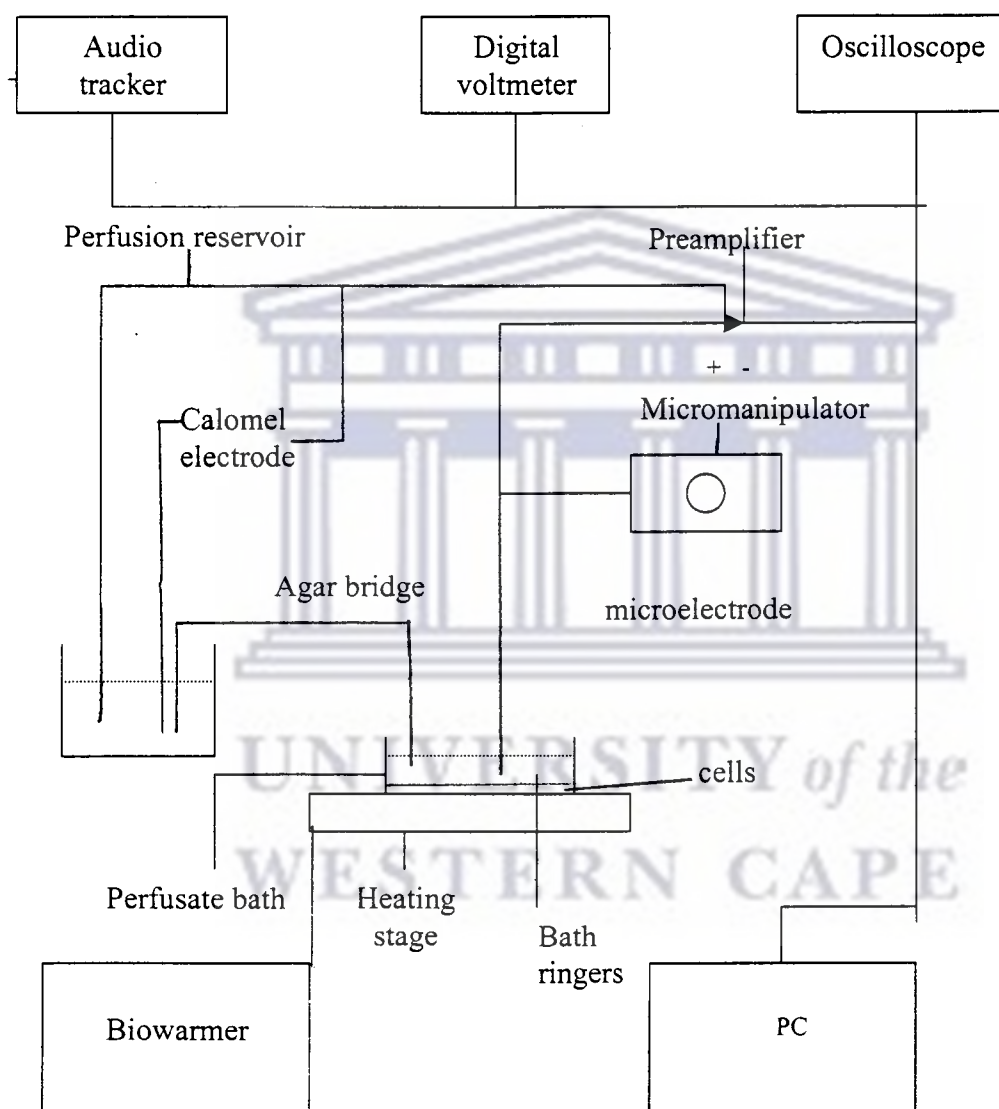 Audio
tracker
Digital
voltmeter
Oscilloscope
Perfusion reservoir
Preamplifier
+ -
Micromanipulator
Calomel
electrode
Agar bridge
microelectrode
UNIVERSITY of the
cells
WESTERN CAPE
Perfusate bath
Heating
stage
Bath
ringers
Biowarmer
PC